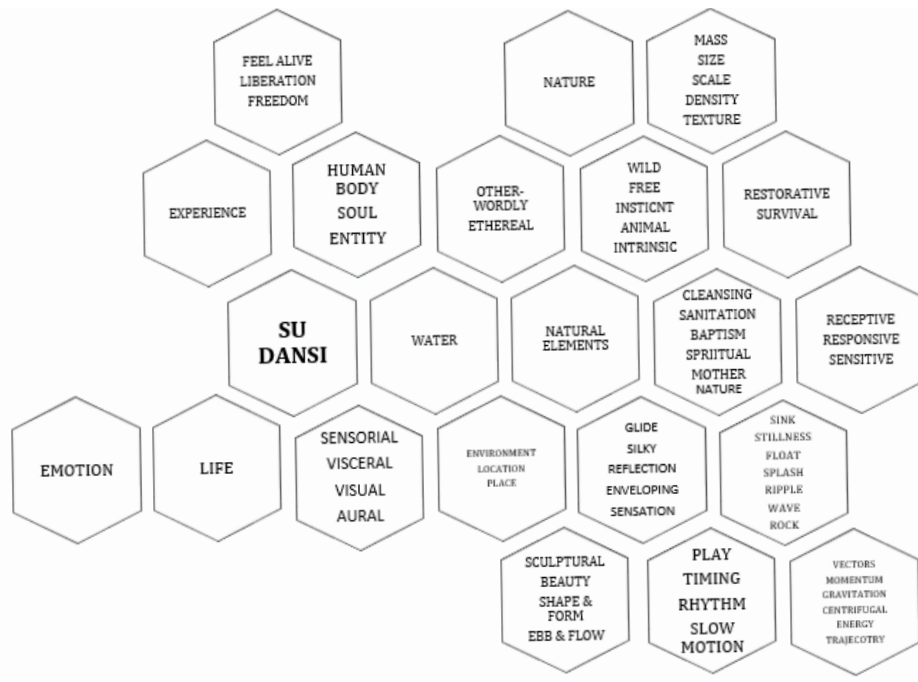 FEEL ALIVE
LIBERATION
FREEDOM
NATURE
MASS
SIZE
SCALE
DENSITY
TEXTURE
EXPERIENCE
HUMAN
BODY
SOUL
ENTITY
OTHER-
WORDLY
ETHEREAL
WILD
FREE
INSTICNT
ANIMAL
INTRINSIC
RESTORATIVE
SURVIVAL
SU
DANSI
WATER
NATURAL
ELEMENTS
CLEANSING
SANITATION
BAPTISM
SPRIITUAL
MOTHER
NATURE
RECEPTIVE
RESPONSIVE
SENSITIVE
EMOTION
LIFE
SENSORIAL
VISCERAL
VISUAL
AURAL
ENVIRONMENT
LOCATION
PLACE
GLIDE
SILKY
REFLECTION
ENVELOPING
SENSATION
SINK
STILLNESS
FLOAT
SPLASH
RIPPLE
WAVE
ROCK
SCULPTURAL
BEAUTY
SHAPE &
FORM
EBB & FLOW
PLAY
TIMING
RHYTHM
SLOW
MOTION
VECTORS
MOMENTUM
GRAVITATION
CENTRIFUGAL
ENERGY
TRAJECOTRY